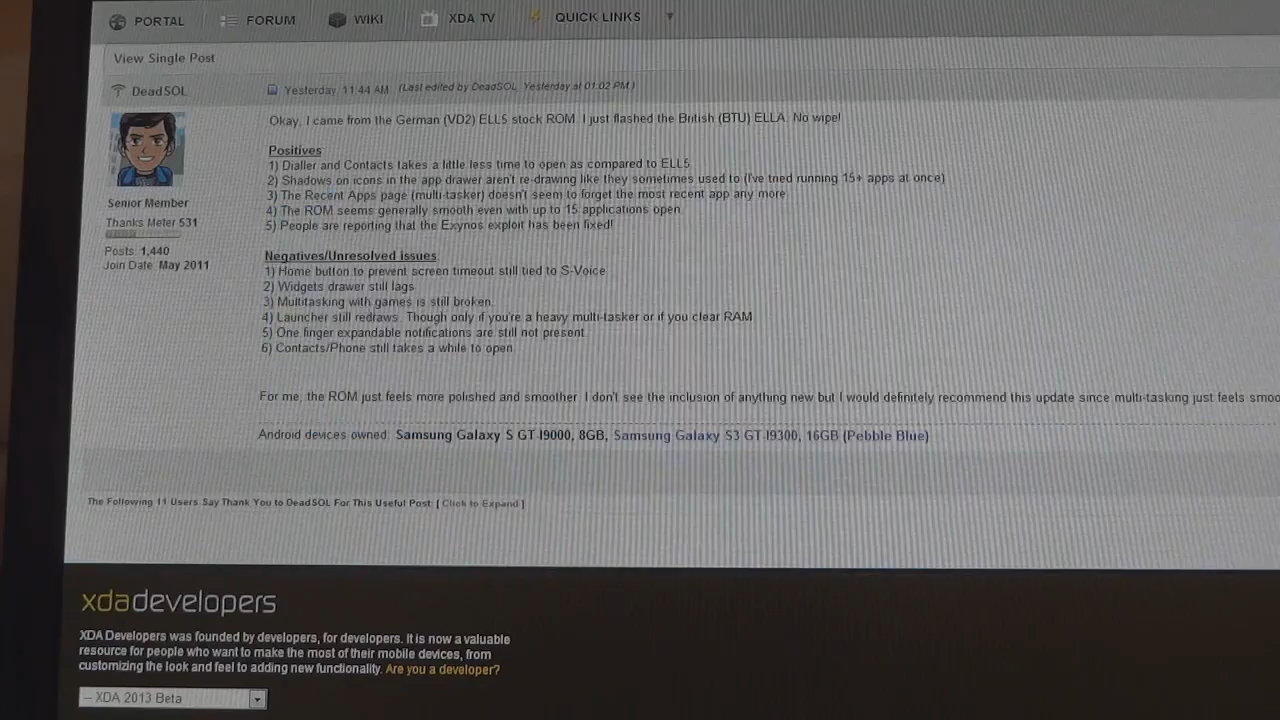 PORTAL FORUM WIKI XDA TV QUICK LINKS
View Single Post
DeadSOL
Yesterday, 11:44 AM (Last edited by DeadSOL; Yesterday at 01:02 PM.)
Okay, I came from the German (VD2) ELL5 stock ROM. I just flashed the British (BTU) ELLA. No wipe!
Positives
1) Dialler and Contacts takes a little less time to open as compared to ELL5
2) Shadows on icons in the app drawer aren't re-drawing like they sometimes used to (I've tried running 15+ apps at once)
3) The Recent Apps page (multi-tasker) doesn't seem to forget the most recent app any more
4) The ROM seems generally smooth even with up to 15 applications open
5) People are reporting that the Exynos exploit has been fixed!
Senior Member
Thanks Meter 531
Posts: 1,440
Join Date: May 2011
Negatives/Unresolved issues
1) Home button to prevent screen timeout still tied to S-Voice
2) Widgets drawer still lags
3) Multitasking with games is still broken
4) Launcher still redraws. Though only if you're a heavy multi-tasker or if you clear RAM
5) One finger expandable notifications are still not present
6) Contacts/Phone still takes a while to open
For me, the ROM just feels more polished and smoother. I don't see the inclusion of anything new but I would definitely recommend this update since multi-tasking just feels smoo
Android devices owned: Samsung Galaxy S GT-I9000, 8GB, Samsung Galaxy S3 GT-I9300, 16GB (Pebble Blue)
The Following 11 Users Say Thank You to DeadSOL For This Useful Post: [ Click to Expand ]
xdadevelopers
XDA Developers was founded by developers, for developers. It is now a valuable
resource for people who want to make the most of their mobile devices, from
customizing the look and feel to adding new functionality. Are you a developer?
-- XDA 2013 Beta